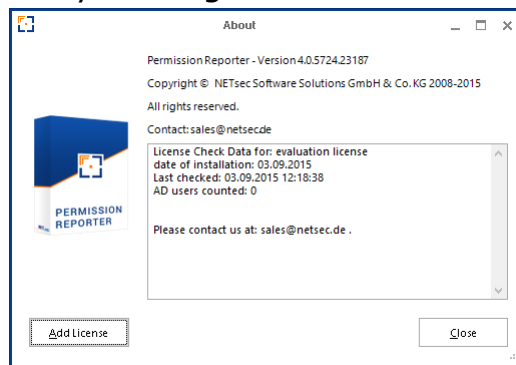 About
Permission Reporter - Version 4.0.5724.23187
Copyright © NETsec Software Solutions GmbH & Co. KG 2008-2015
All rights reserved.
Contact: sales@netsec.de
License Check Data for: evaluation license
date of installation: 03.09.2015
Last checked: 03.09.2015 12:18:38
AD users counted: 0
Please contact us at: sales@netsec.de .
PERMISSION
REPORTER
Add License
Close